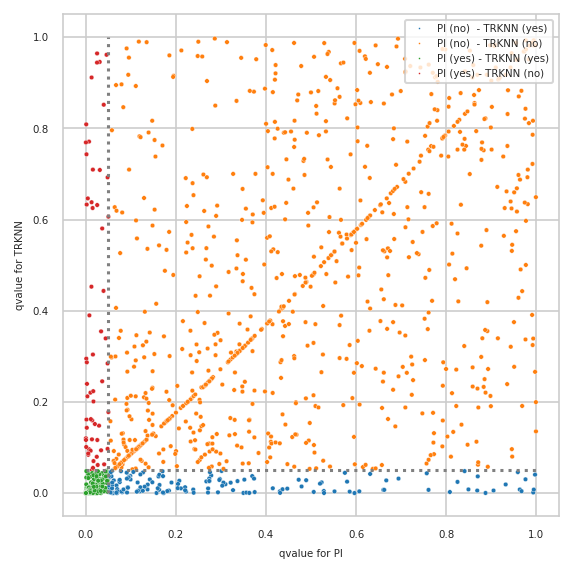 PI (no) - TRKNN (yes)
PI (no) - TRKNN (no)
PI (yes) - TRKNN (yes)
PI (yes) - TRKNN (no)
1.0
0.8
0.6
0.4
0.2
0.0
qvalue for TRKNN
0.0 0.2 0.4 0.6 0.8 1.0
qvalue for PI